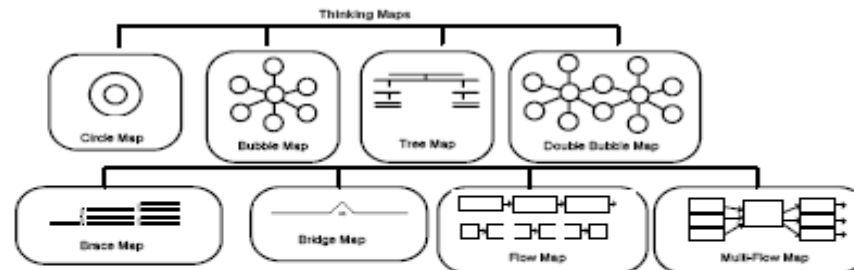 Thinking Maps
Circle Map
Bubble Map
Tree Map
Double Bubble Map
Brace Map
Bridge Map
Flow Map
Multi-Flow Map